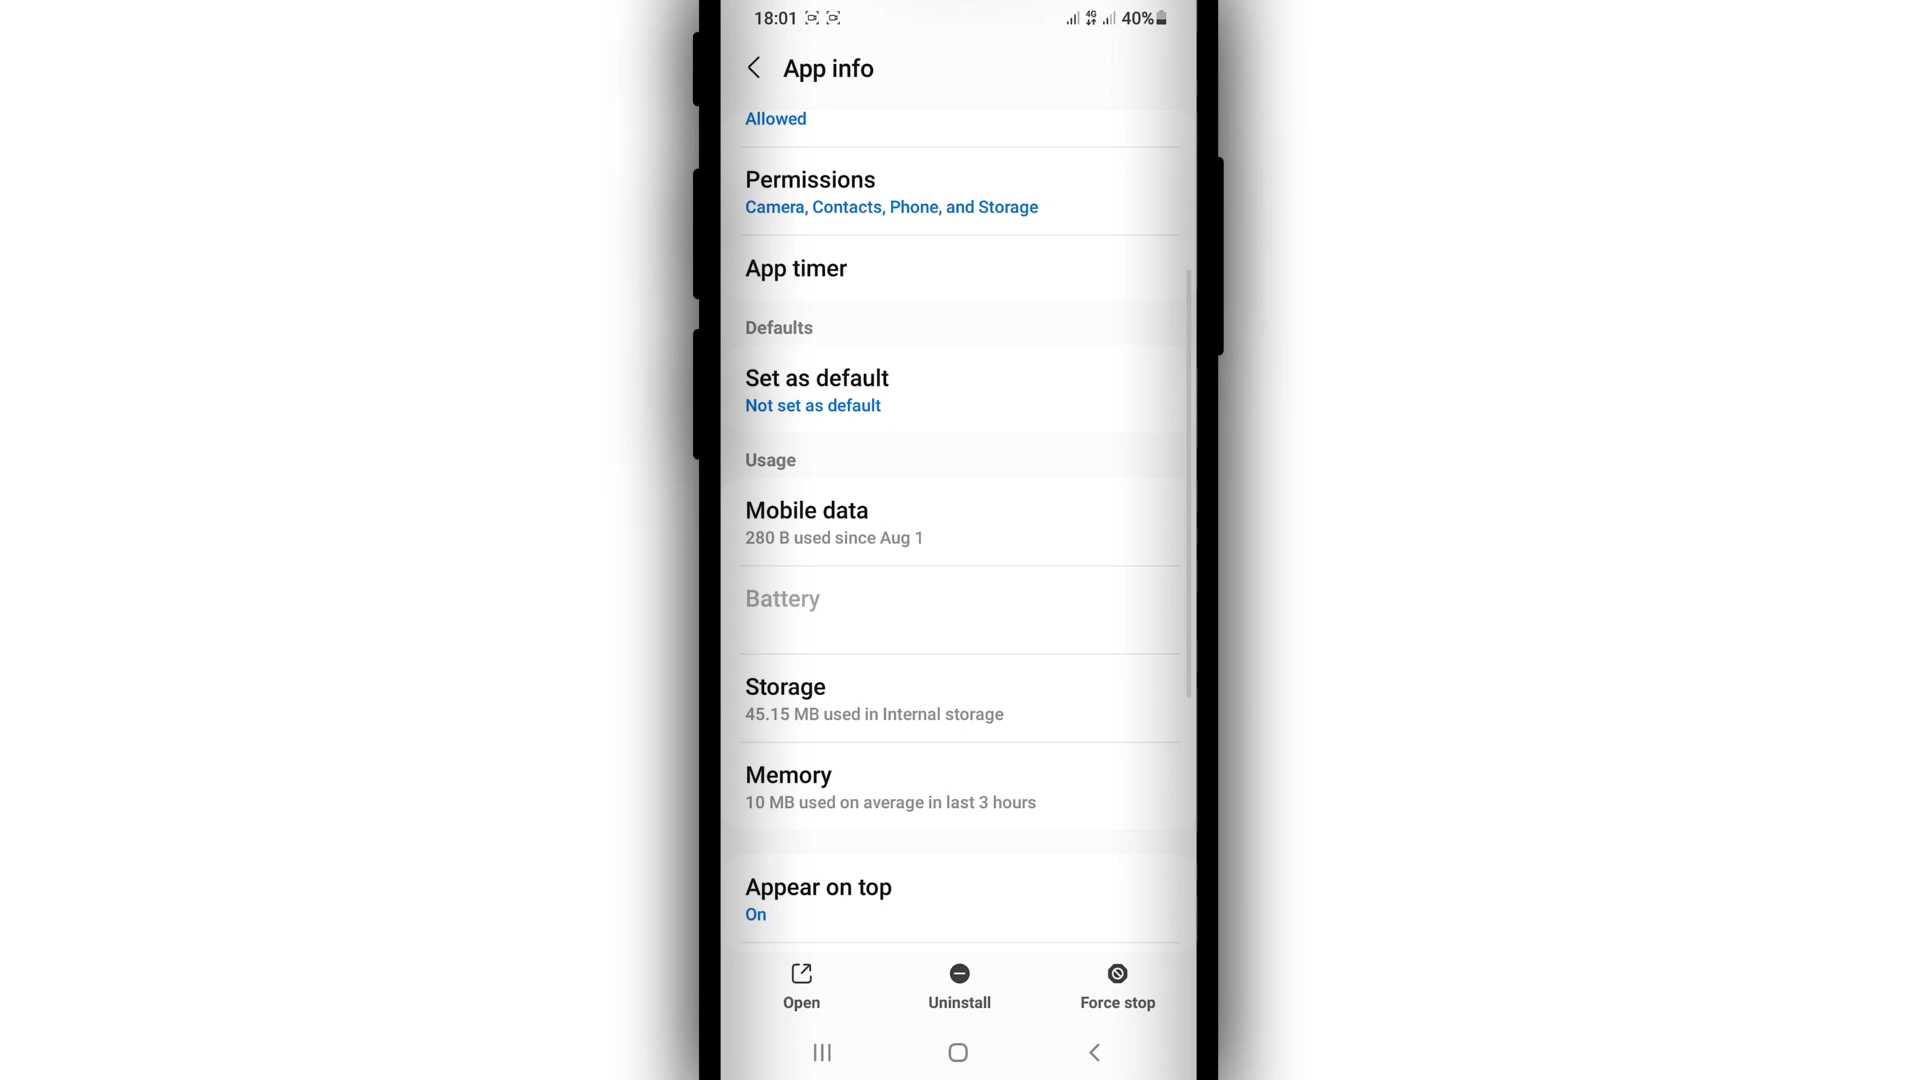 18:01
4G
40%
App info
Allowed
Permissions
Camera, Contacts, Phone, and Storage
App timer
Defaults
Set as default
Not set as default
Usage
Mobile data
280 B used since Aug 1
Battery
Storage
45.15 MB used in Internal storage
Memory
10 MB used on average in last 3 hours
Appear on top
On
Open
Uninstall
Force stop